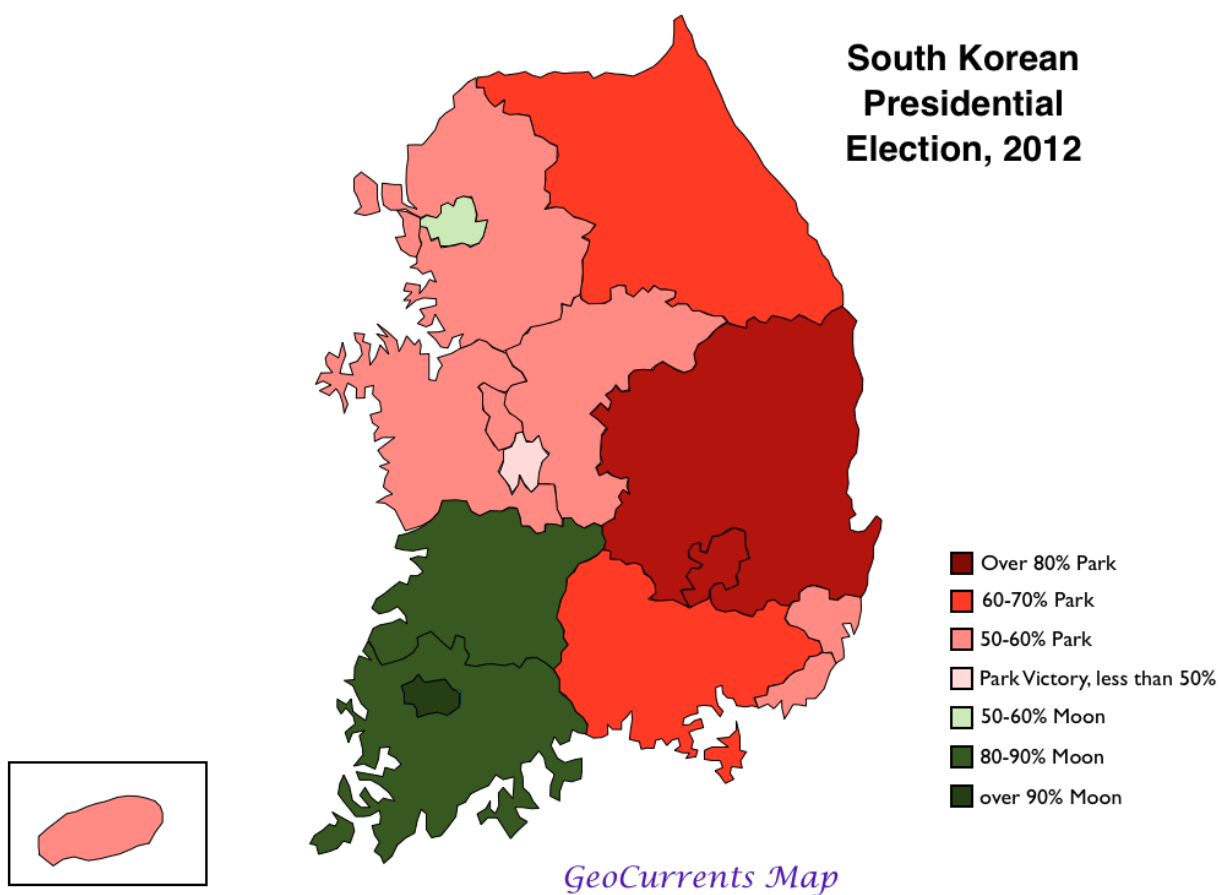 South Korean
Presidential
Election, 2012
Over 80% Park
60-70% Park
50-60% Park
Park Victory, less than 50%
50-60% Moon
80-90% Moon
over 90% Moon
GeoCurrents Map